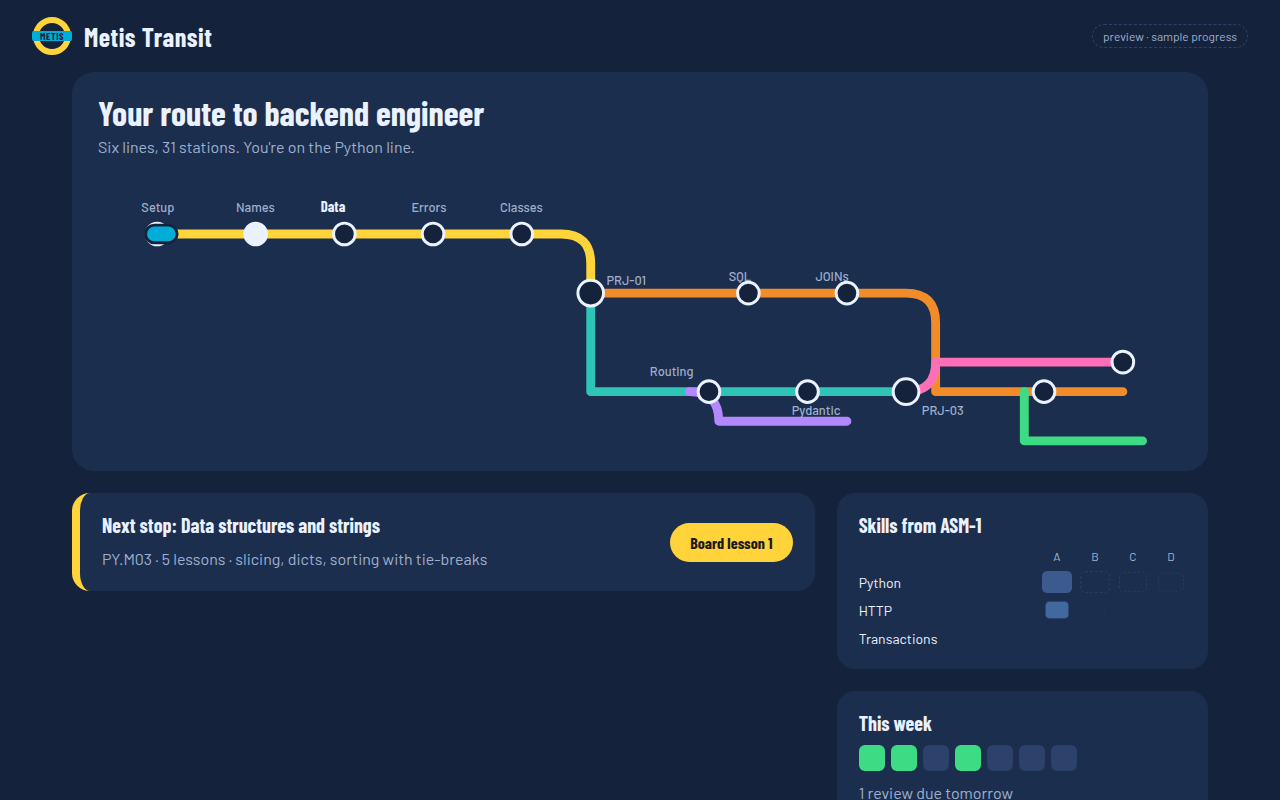 METIS
Metis Transit
preview · sample progress
Your route to backend engineer
Six lines, 31 stations. You're on the Python line.
Setup
Names
Data
Errors
Classes
PRJ-01
SQL
JOINs
Routing
Pydantic
PRJ-03
Next stop: Data structures and strings
PY.M03 · 5 lessons · slicing, dicts, sorting with tie-breaks
Board lesson 1
Skills from ASM-1
A B C D
Python
HTTP
Transactions
This week
1 review due tomorrow